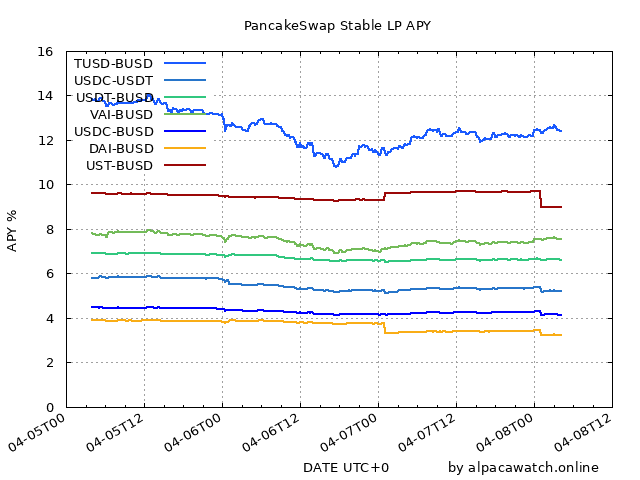 PancakeSwap Stable LP APY
16
14
12
10
8
6
4
2
0
APY %
TUSD-BUSD
USDC-USDT
USDT-BUSD
VAI-BUSD
USDC-BUSD
DAI-BUSD
UST-BUSD
04-05T00
04-05T12
04-06T00
04-06T12
04-07T00
04-07T12
04-08T00
04-08T12
DATE UTC+0
by alpacawatch.online